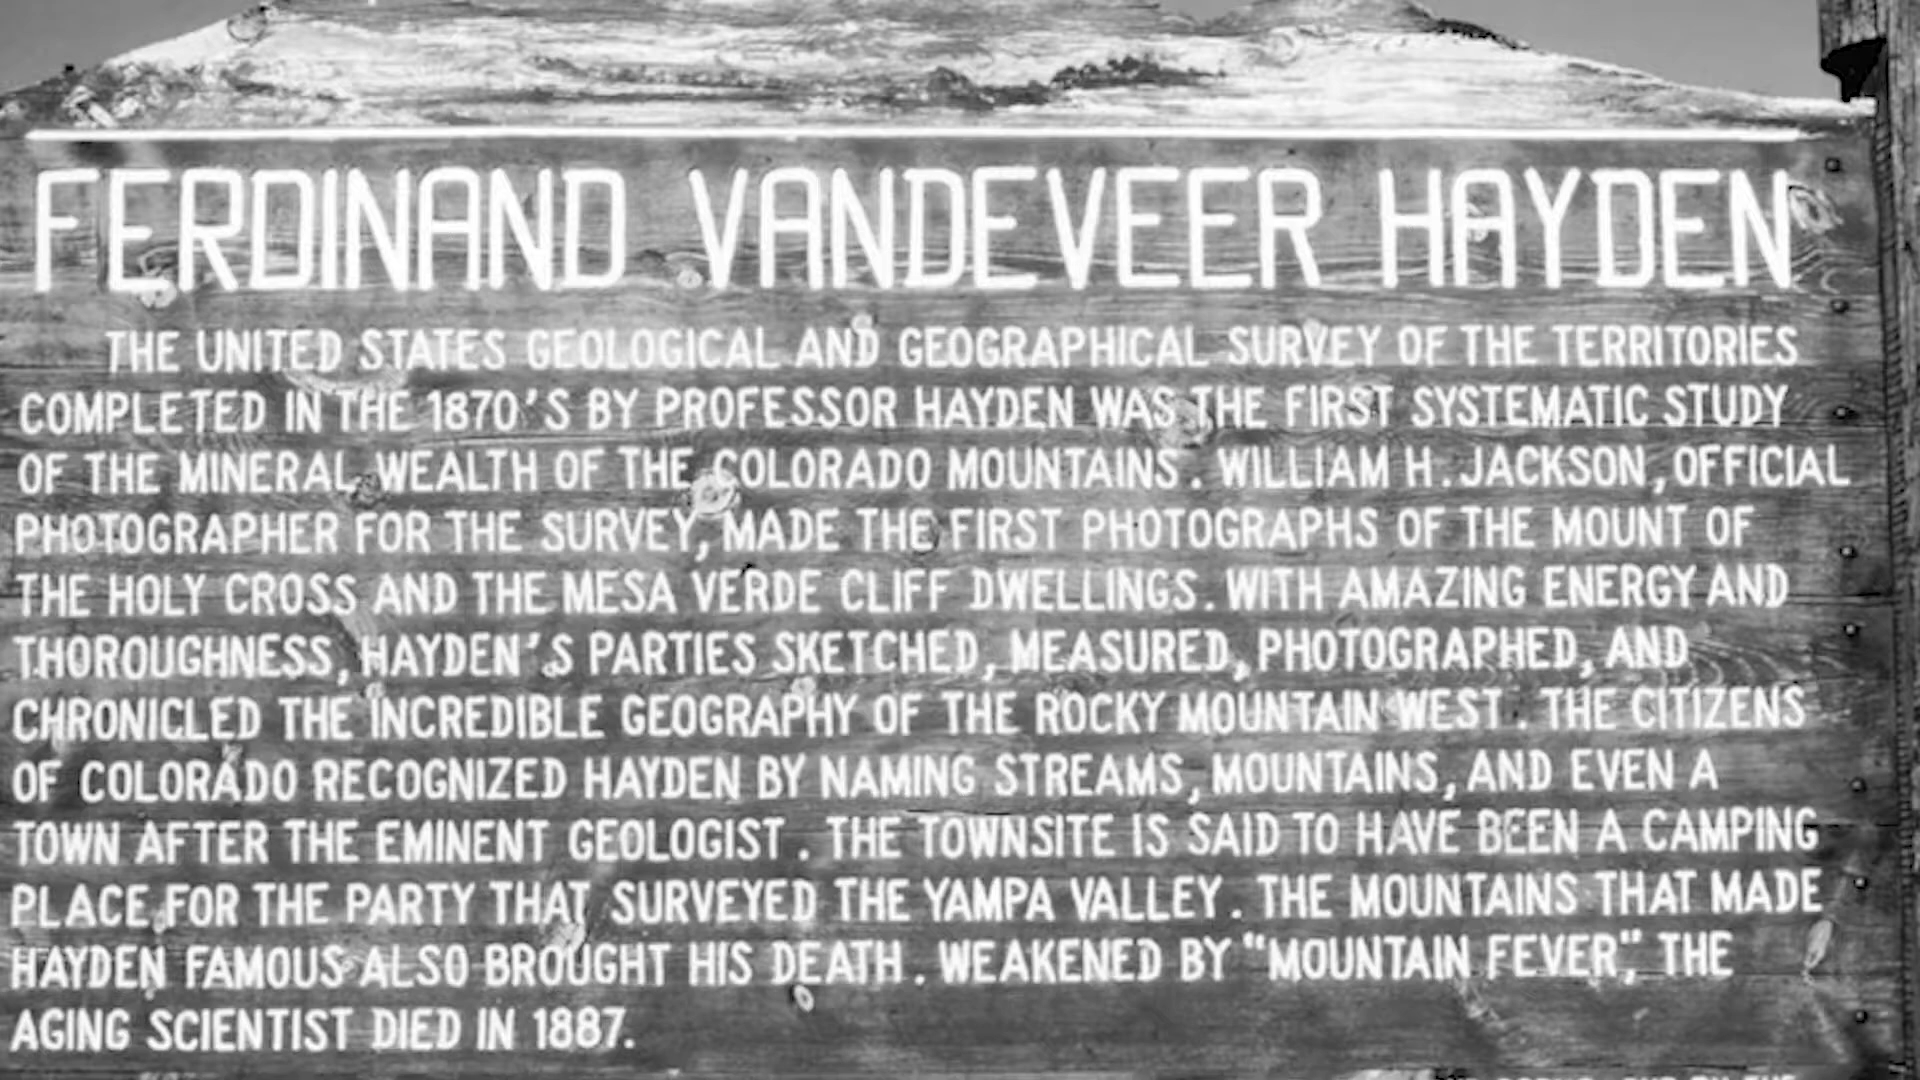 FERDINAND VANDEVEER HAYDEN
THE UNITED STATES GEOLOGICAL AND GEOGRAPHICAL SURVEY OF THE TERRITORIES
COMPLETED IN THE 1870'S BY PROFESSOR HAYDEN WAS THE FIRST SYSTEMATIC STUDY
OF THE MINERAL WEALTH OF THE COLORADO MOUNTAINS. WILLIAM H. JACKSON, OFFICIAL
PHOTOGRAPHER FOR THE SURVEY, MADE THE FIRST PHOTOGRAPHS OF THE MOUNT OF
THE HOLY CROSS AND THE MESA VERDE CLIFF DWELLINGS. WITH AMAZING ENERGY AND
THOROUGHNESS, HAYDEN'S PARTIES SKETCHED, MEASURED, PHOTOGRAPHED, AND
CHRONICLED THE INCREDIBLE GEOGRAPHY OF THE ROCKY MOUNTAIN WEST. THE CITIZENS
OF COLORADO RECOGNIZED HAYDEN BY NAMING STREAMS, MOUNTAINS, AND EVEN A
TOWN AFTER THE EMINENT GEOLOGIST. THE TOWNSITE IS SAID TO HAVE BEEN A CAMPING
PLACE FOR THE PARTY THAT SURVEYED THE YAMPA VALLEY. THE MOUNTAINS THAT MADE
HAYDEN FAMOUS ALSO BROUGHT HIS DEATH. WEAKENED BY "MOUNTAIN FEVER", THE
AGING SCIENTIST DIED IN 1887.